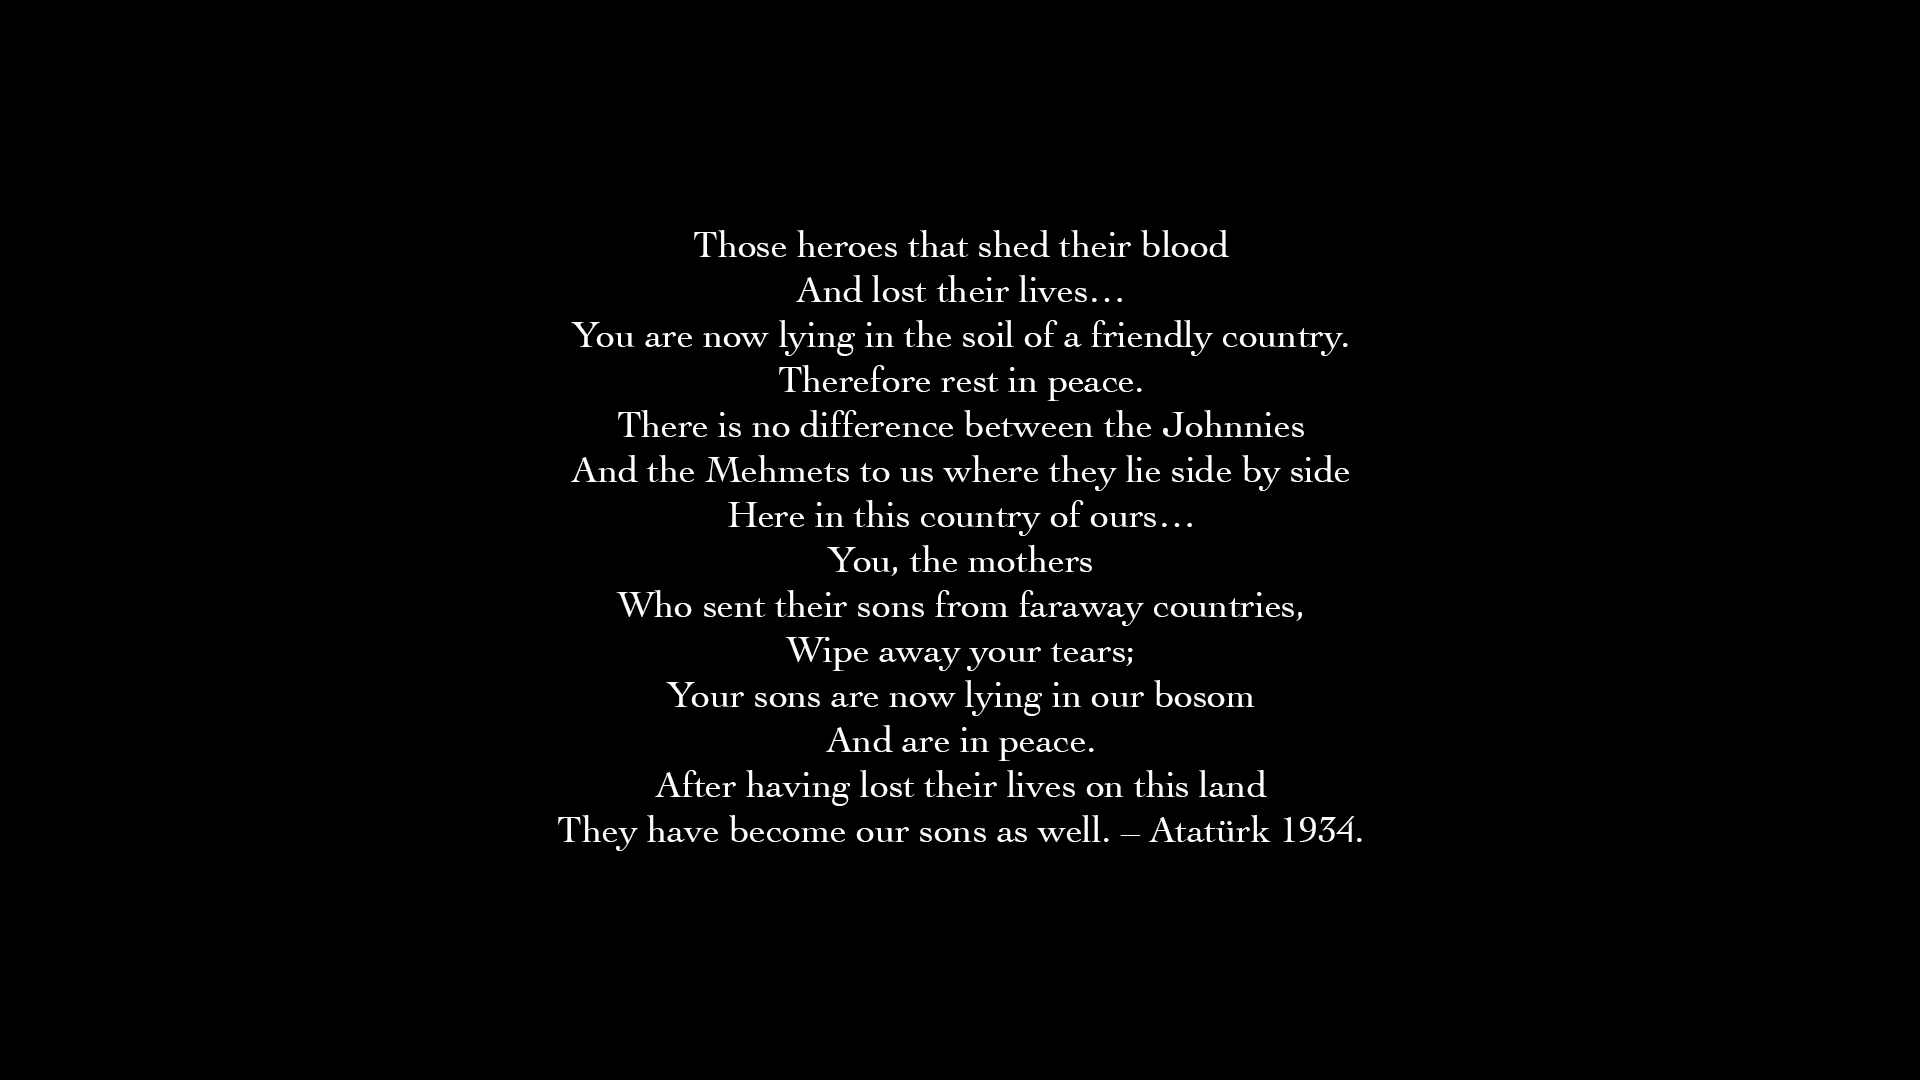 Those heroes that shed their blood
And lost their lives…
You are now lying in the soil of a friendly country.
Therefore rest in peace.
There is no difference between the Johnnies
And the Mehmets to us where they lie side by side
Here in this country of ours…
You, the mothers
Who sent their sons from faraway countries,
Wipe away your tears;
Your sons are now lying in our bosom
And are in peace.
After having lost their lives on this land
They have become our sons as well. – Atatürk 1934.